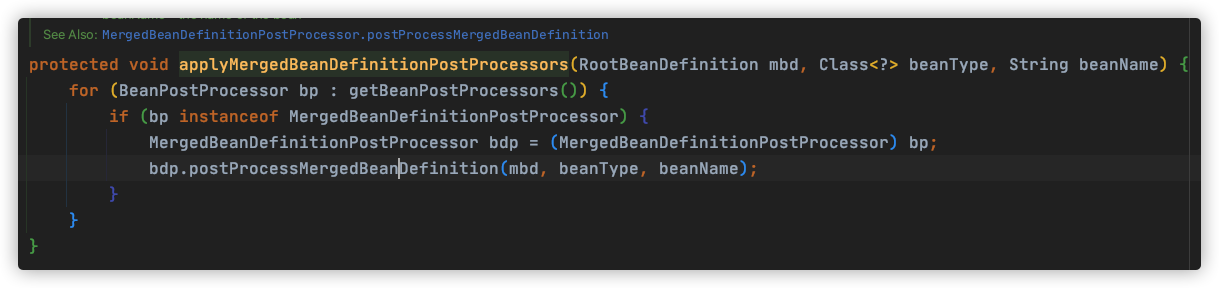 See Also: MergedBeanDefinitionPostProcessor.postProcessMergedBeanDefinition
protected void applyMergedBeanDefinitionPostProcessors(RootBeanDefinition mbd, Class<?> beanType, String beanName) {
for (BeanPostProcessor bp : getBeanPostProcessors()) {
if (bp instanceof MergedBeanDefinitionPostProcessor) {
MergedBeanDefinitionPostProcessor bdp = (MergedBeanDefinitionPostProcessor) bp;
bdp.postProcessMergedBeanDefinition(mbd, beanType, beanName);
}
}
}